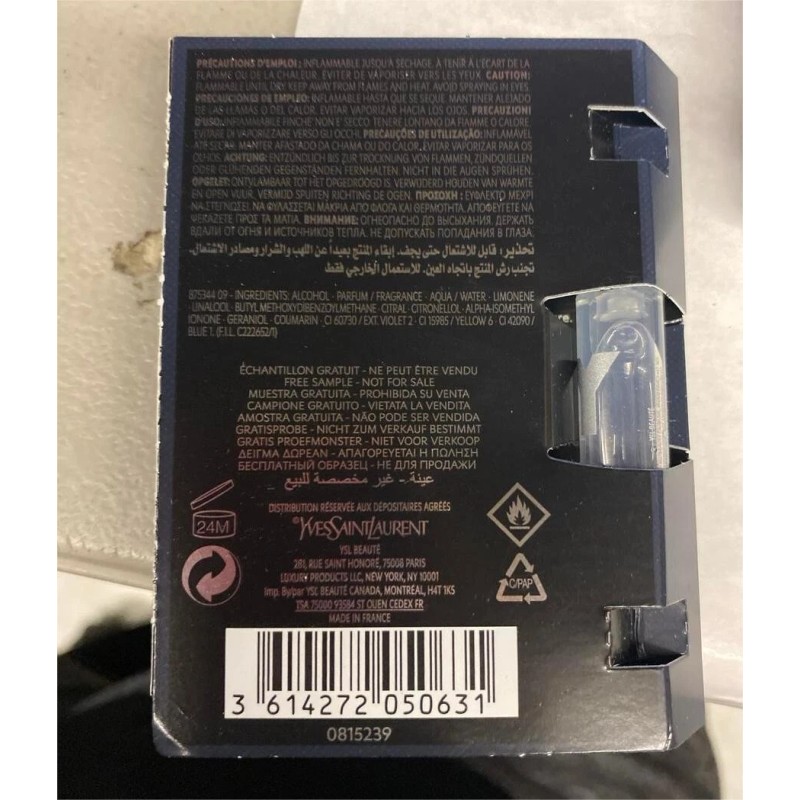 PRÉCAUTIONS D'EMPLOI : INFLAMMABLE JUSQU'À SÉCHAGE. À TENIR À L'ÉCART DE LA
FLAMME OU DE LA CHALEUR. ÉVITER DE VAPORISER VERS LES YEUX. CAUTION:
FLAMMABLE UNTIL DRY. KEEP AWAY FROM FLAMES AND HEAT. AVOID SPRAYING IN EYES.
PRECAUCIONES DE EMPLEO: INFLAMABLE HASTA QUE SE SEQUE. MANTENER ALEJADO
DE LAS LLAMAS O DEL CALOR. EVITAR VAPORIZAR HACIA LOS OJOS. PRECAUZIONI
D'USO: INFIAMMABILE FINCHE' NON E' SECCO TENERE LONTANO DA FIAMME O CALORE.
EVITARE DI VAPORIZZARE VERSO GLI OCCHI. PRECAUÇÕES DE UTILIZAÇÃO: INFLAMÁVEL
ATÉ SECAR. MANTER AFASTADO DA CHAMA OU DO CALOR. EVITAR VAPORIZAR PARA OS
OLHOS. ACHTUNG: ENTZÜNDLICH BIS ZUR TROCKNUNG. VON FLAMMEN, ZÜNDQUELLEN
ODER GLÜHENDEN GEGENSTÄNDEN FERNHALTEN. NICHT IN DIE AUGEN SPRÜHEN.
OPGELET: ONTVLAMBAAR TOT HET OPGEDROOGD IS. VERWIJDERD HOUDEN VAN WARMTE
EN OPEN VUUR. VERMIJD SPUITEN RICHTING DE OGEN. ΠΡΟΣΟΧΗ : ΕΥΦΛΕΚΤΟ ΜΕΧΡΙ
ΝΑ ΣΤΕΓΝΩΣΕΙ. ΝΑ ΦΥΛΑΣΣΕΤΑΙ ΜΑΚΡΙΑ ΑΠΟ ΦΛΟΓΑ ΚΑΙ ΘΕΡΜΟΤΗΤΑ. ΑΠΟΦΕΥΓΕΤΕ ΝΑ
ΨΕΚΑΖΕΤΕ ΠΡΟΣ ΤΑ ΜΑΤΙΑ. ВНИМАНИЕ: ОГНЕОПАСНО ДО ВЫСЫХАНИЯ. ДЕРЖАТЬ
ВДАЛИ ОТ ОГНЯ И ИСТОЧНИКОВ ТЕПЛА. НЕ ДОПУСКАТЬ ПОПАДАНИЯ В ГЛАЗА.
تحذير: قابل للاشتعال حتى يجف. إبقاء المنتج بعيداً عن اللهب والشرار ومصادر الاشتعال.
تجنب رش المنتج باتجاه العين. للاستعمال الخارجي فقط
875344 09 - INGREDIENTS: ALCOHOL - PARFUM / FRAGRANCE - AQUA / WATER - LIMONENE
- LINALOOL - BUTYL METHOXYDIBENZOYLMETHANE - CITRAL - CITRONELLOL - ALPHA-ISOMETHYL
IONONE - GERANIOL - COUMARIN - CI 60730 / EXT. VIOLET 2 - CI 15985 / YELLOW 6 - CI 42090 /
BLUE 1. (F.I.L. C222652/1)
ÉCHANTILLON GRATUIT - NE PEUT ÊTRE VENDU
FREE SAMPLE - NOT FOR SALE
MUESTRA GRATUITA - PROHIBIDA SU VENTA
CAMPIONE GRATUITO - VIETATA LA VENDITA
AMOSTRA GRATUITA - NÃO PODE SER VENDIDA
GRATISPROBE - NICHT ZUM VERKAUF BESTIMMT
GRATIS PROEFMONSTER - NIET VOOR VERKOOP
ΔΕΙΓΜΑ ΔΩΡΕΑΝ - ΑΠΑΓΟΡΕΥΕΤΑΙ Η ΠΩΛΗΣΗ
БЕСПЛАТНЫЙ ОБРАЗЕЦ - НЕ ДЛЯ ПРОДАЖИ
عينة - غير مخصصة للبيع
24M
DISTRIBUTION RÉSERVÉE AUX DÉPOSITAIRES AGRÉÉS
©YVESSAINTLAURENT
YSL BEAUTÉ
281, RUE SAINT HONORÉ, 75008 PARIS
LUXURY PRODUCTS LLC, NEW YORK, NY 10001
Imp. By/par YSL BEAUTÉ CANADA, MONTRÉAL, H4T 1K5
TSA 75000 93584 ST OUEN CEDEX FR
MADE IN FRANCE
C/PAP
YSL BEAUTÉ
3 614272 050631
0815239